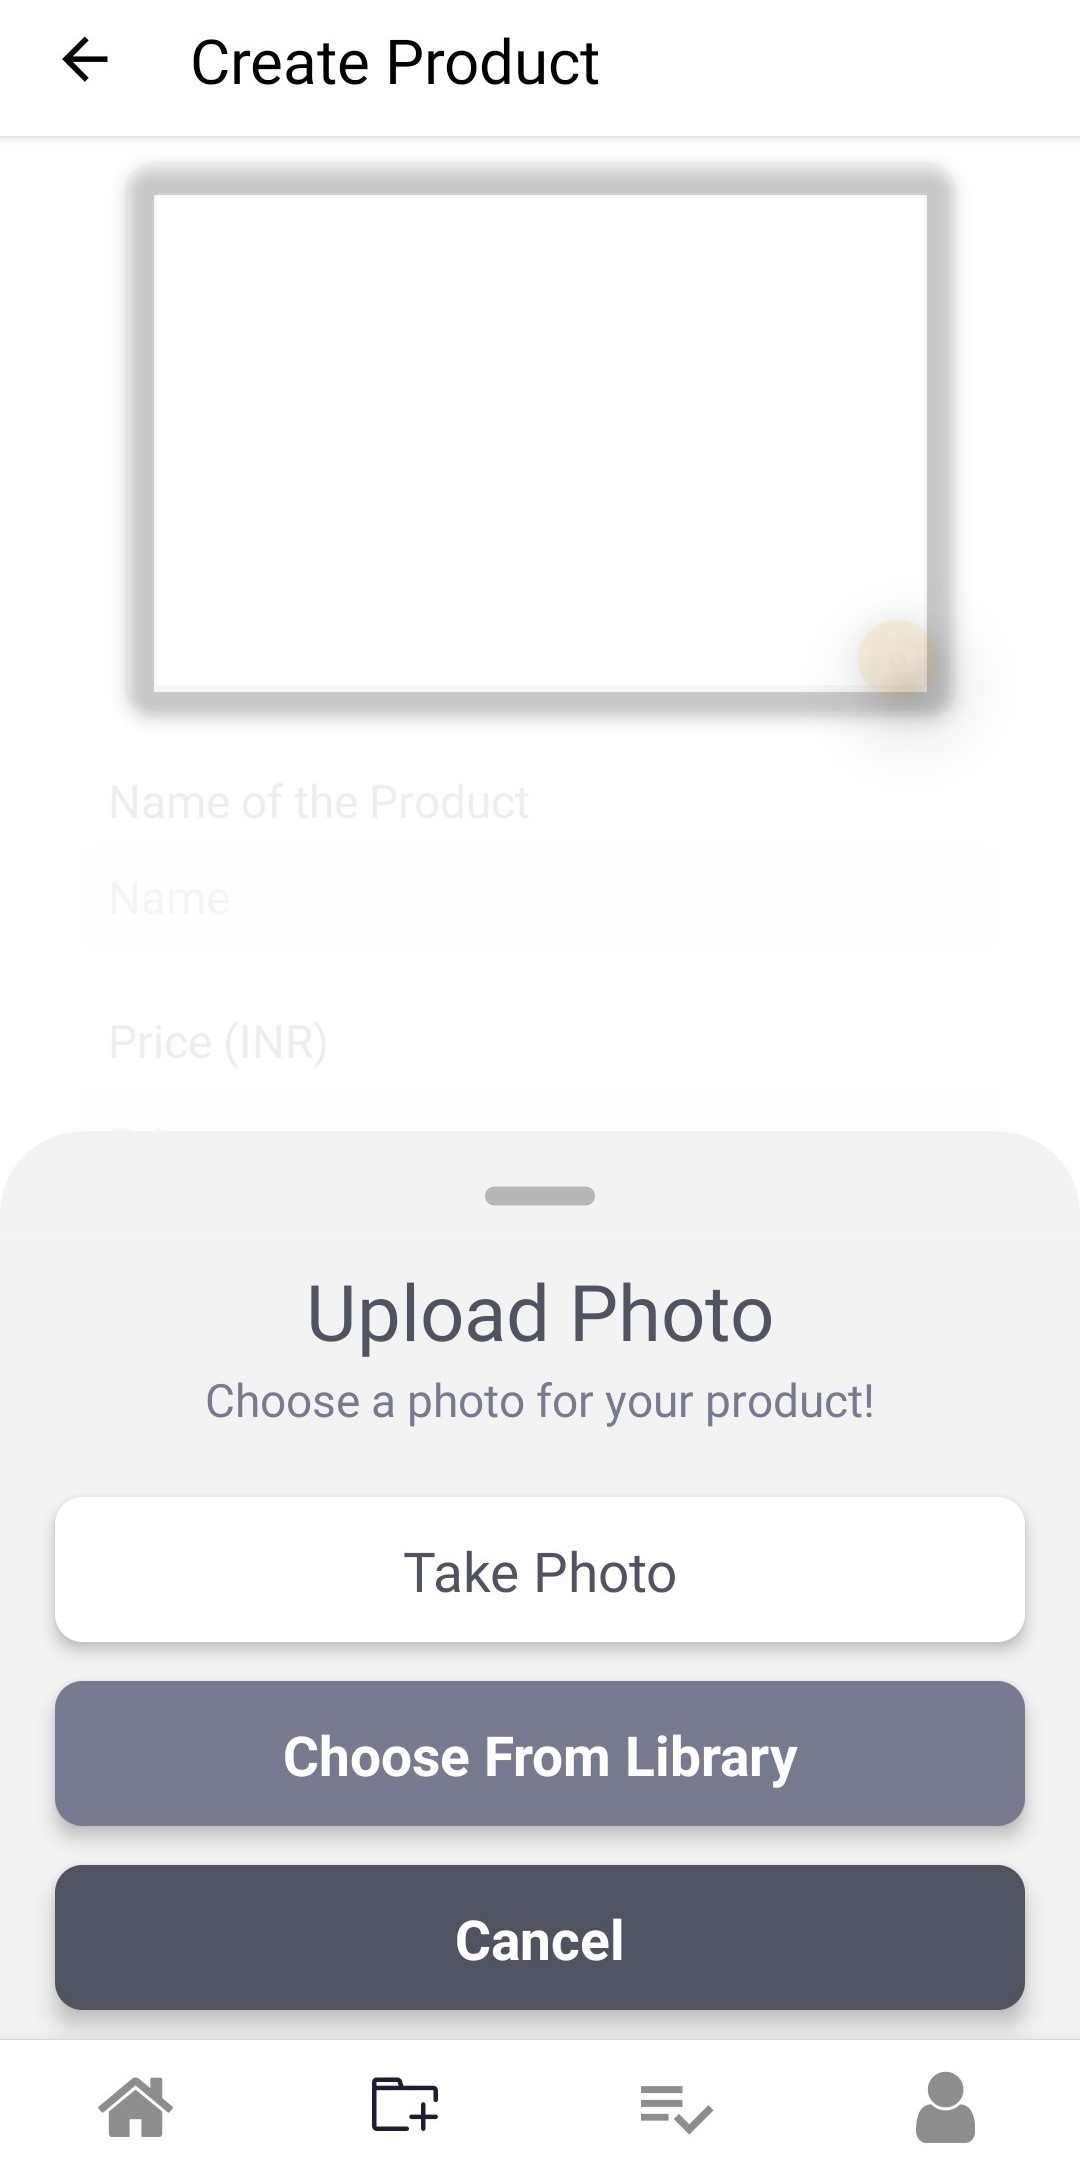 Create Product
Name of the Product
Name
Price (INR)
Upload Photo
Choose a photo for your product!
Take Photo
Choose From Library
Cancel